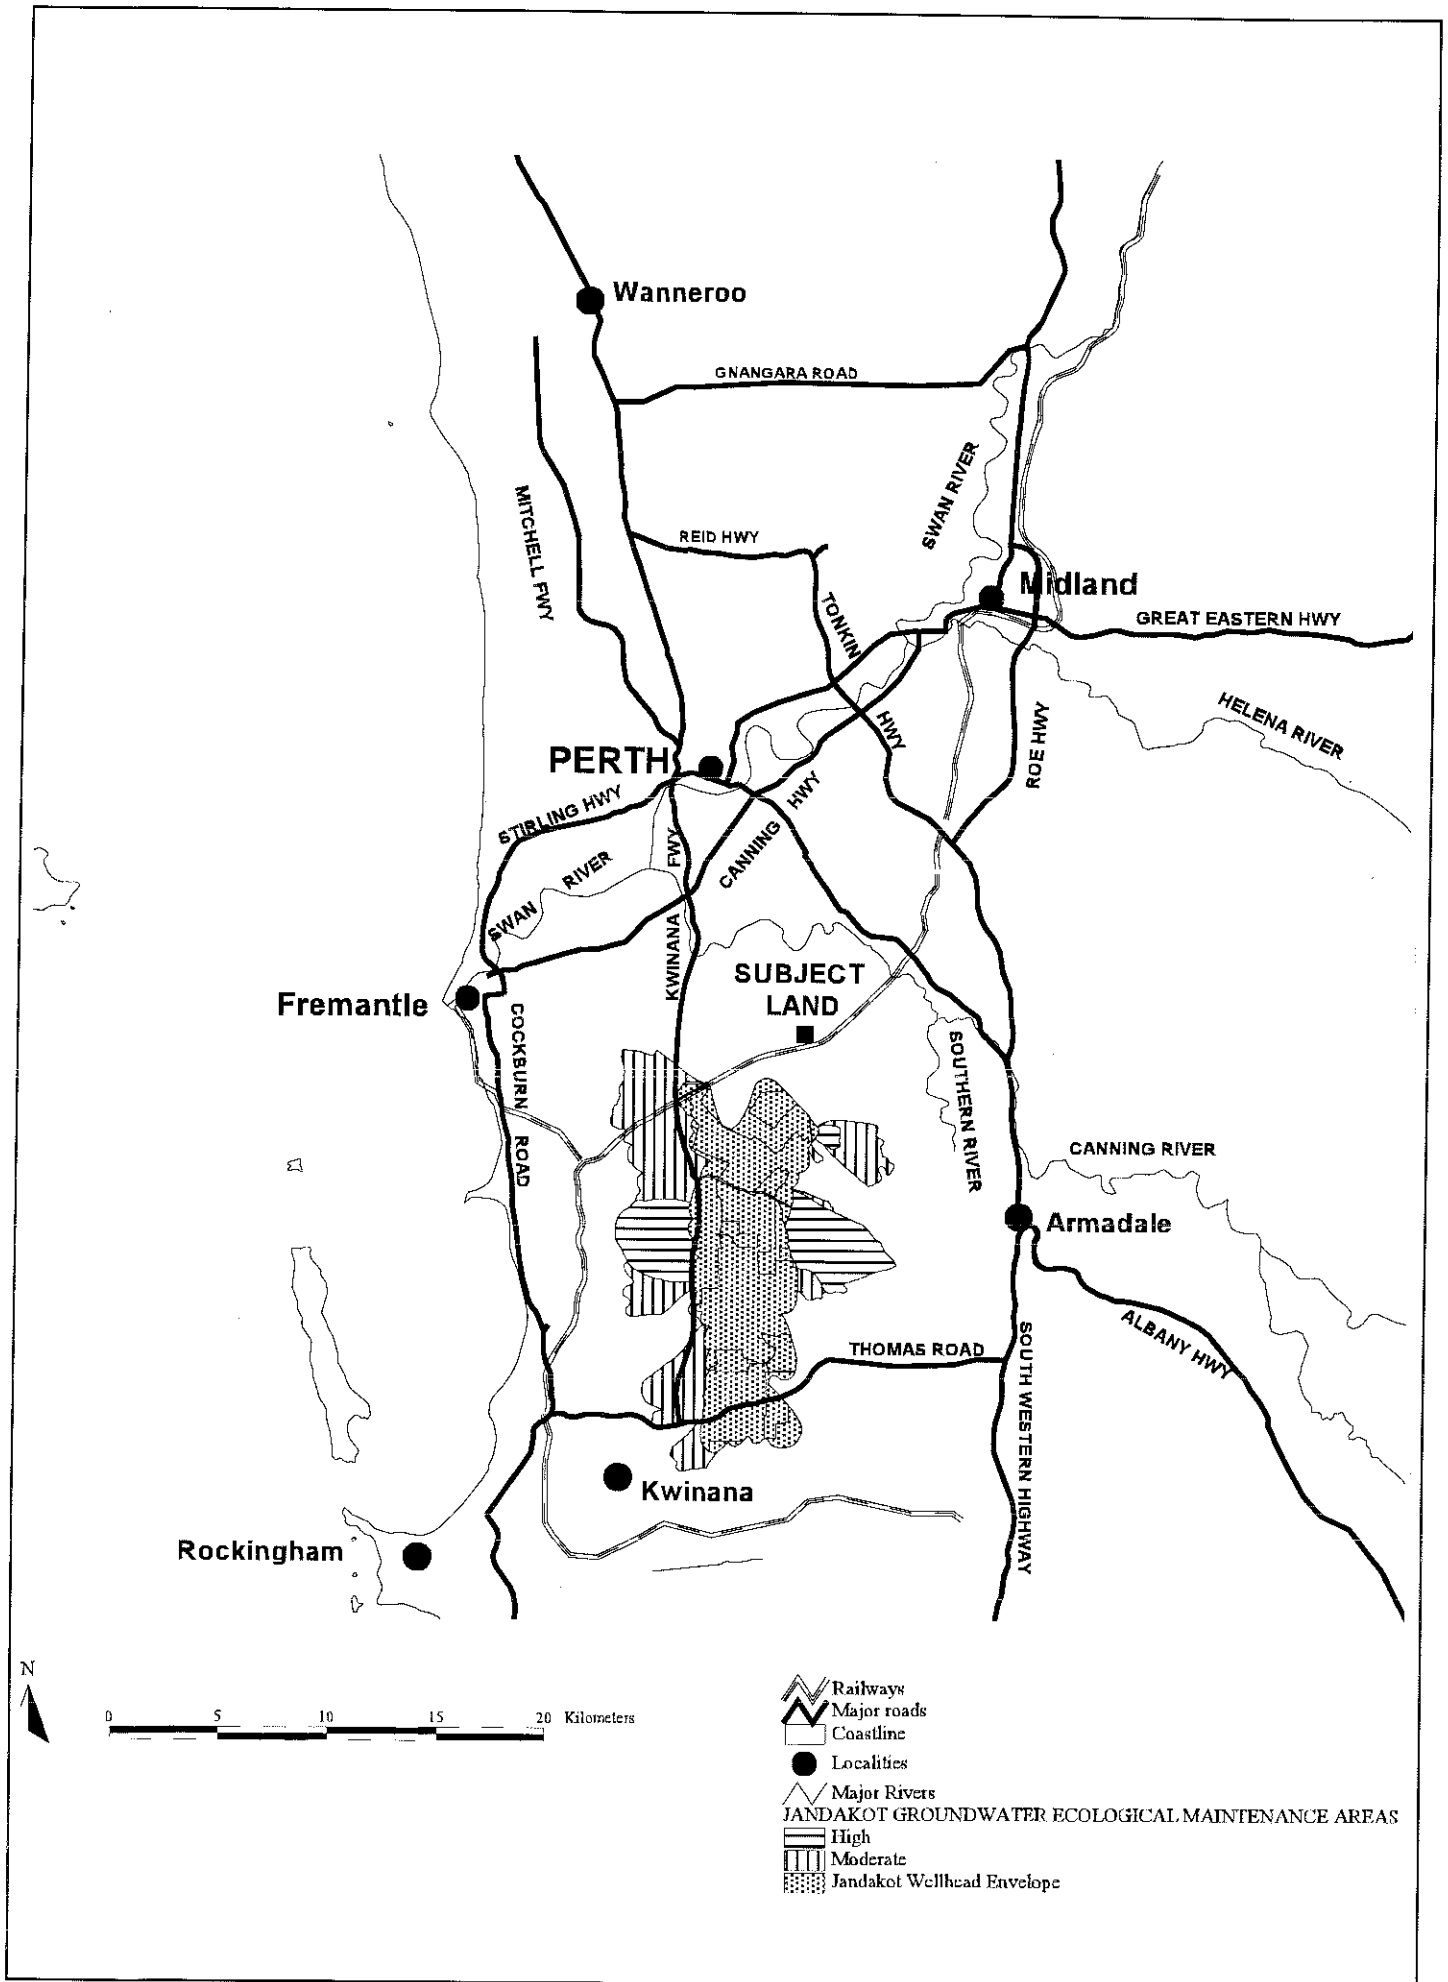 Wanneroo
GNANGARA ROAD
SWAN RIVER
MITCHELL FWY
REID HWY
Midland
TONKIN
GREAT EASTERN HWY
HELENA RIVER
HWY
ROE HWY
PERTH
STIRLING HWY
HWY
CANNING
FWY
RIVER
SWAN
KWINANA
SUBJECT
LAND
Fremantle
COCKBURN
ROAD
SOUTHERN RIVER
CANNING RIVER
Armadale
ALBANY HWY
THOMAS ROAD
SOUTH WESTERN HIGHWAY
Kwinana
Rockingham
N
0 5 10 15 20 Kilometers
Railways
Major roads
Coastline
Localities
Major Rivers
JANDAKOT GROUNDWATER ECOLOGICAL MAINTENANCE AREAS
High
Moderate
Jandakot Wellhead Envelope